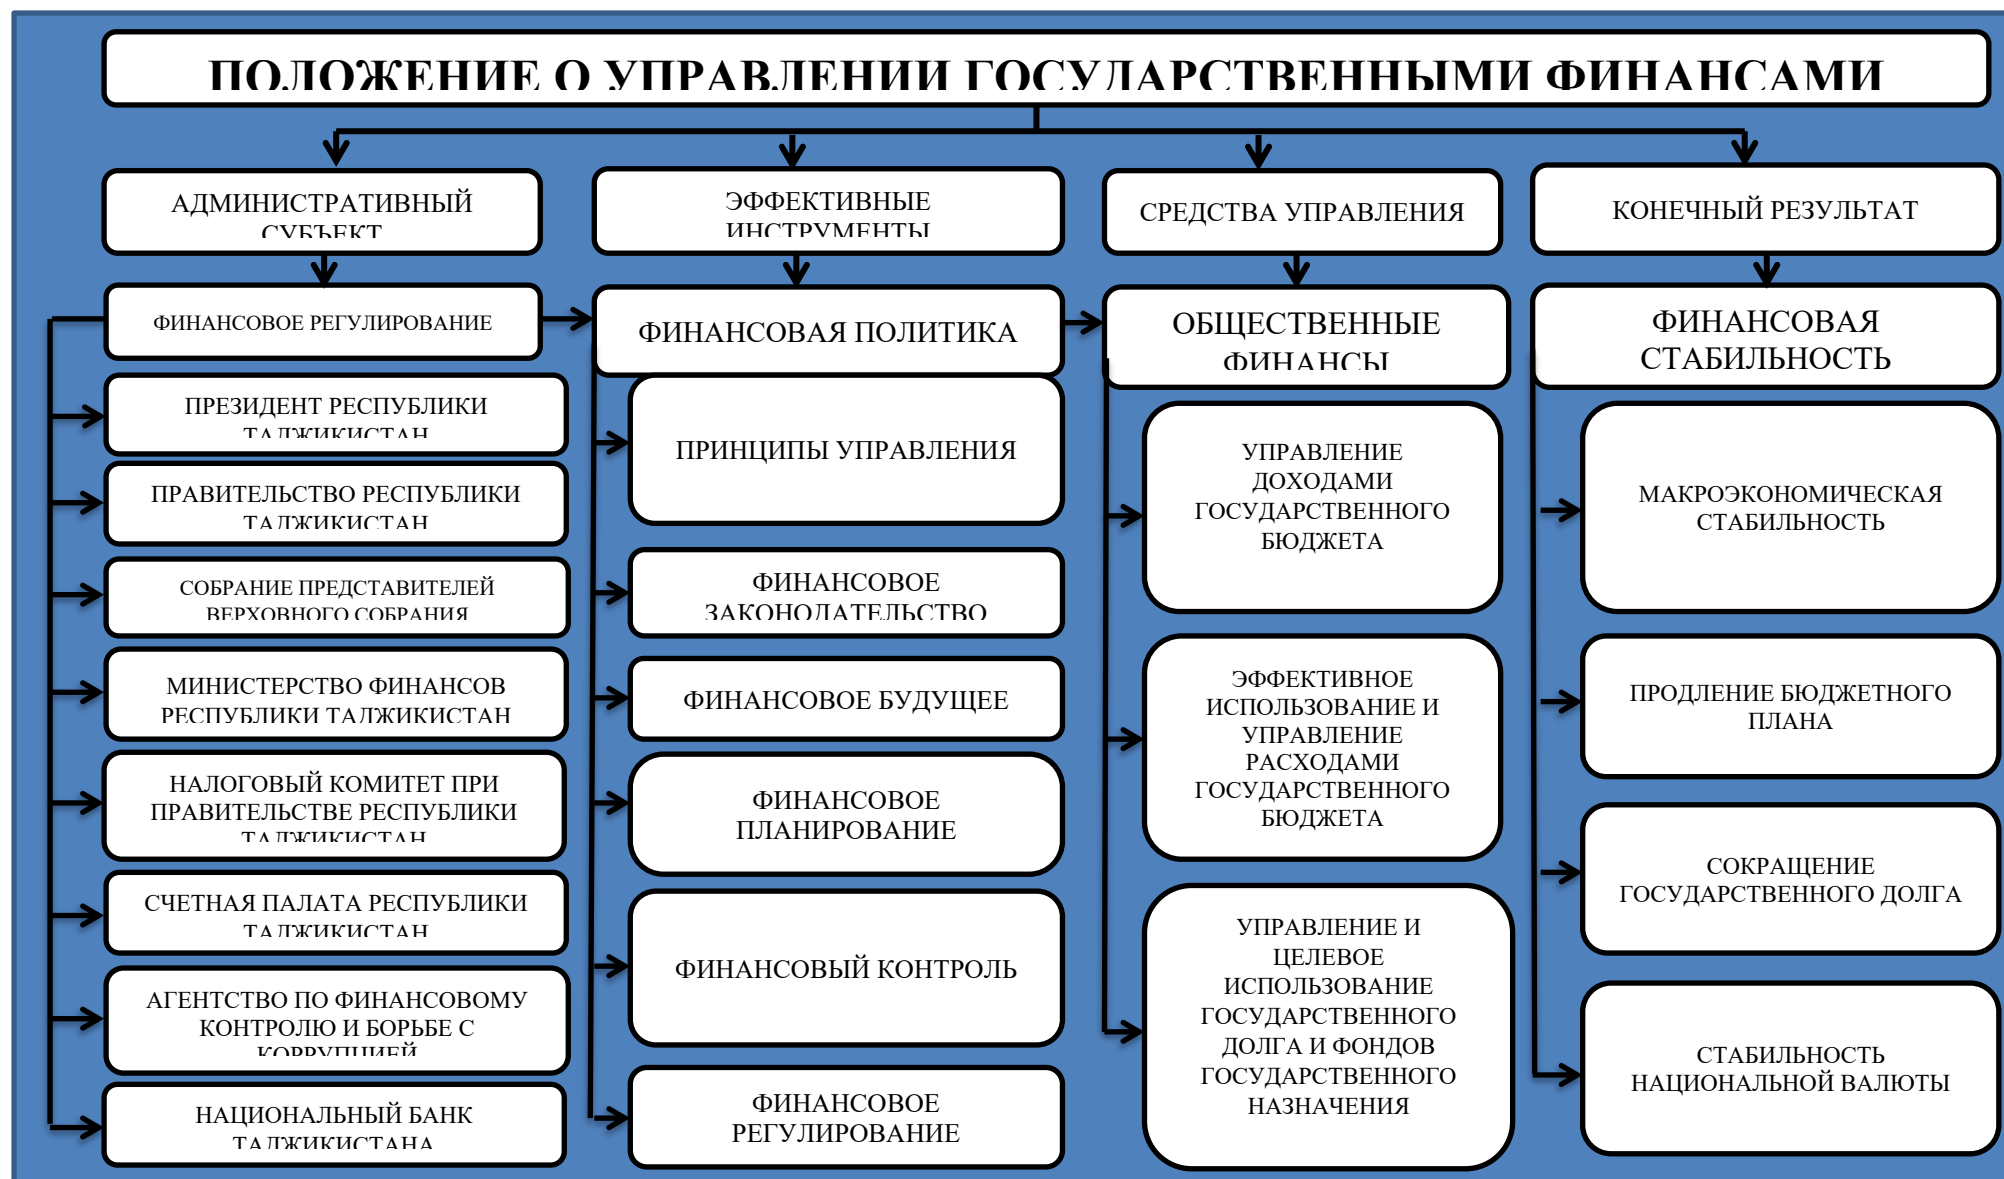 ПОЛОЖЕНИЕ О УПРАВЛЕНИИ ГОСУДАРСТВЕННЫМИ ФИНАНСАМИ
АДМИНИСТРАТИВНЫЙ
СУБЪЕКТ
ЭФФЕКТИВНЫЕ
ИНСТРУМЕНТЫ
СРЕДСТВА УПРАВЛЕНИЯ
КОНЕЧНЫЙ РЕЗУЛЬТАТ
ФИНАНСОВОЕ РЕГУЛИРОВАНИЕ
ФИНАНСОВАЯ ПОЛИТИКА
ОБЩЕСТВЕННЫЕ
ФИНАНСЫ
ФИНАНСОВАЯ
СТАБИЛЬНОСТЬ
ПРЕЗИДЕНТ РЕСПУБЛИКИ
ТАДЖИКИСТАН
ПРАВИТЕЛЬСТВО РЕСПУБЛИКИ
ТАДЖИКИСТАН
СОБРАНИЕ ПРЕДСТАВИТЕЛЕЙ
ВЕРХОВНОГО СОБРАНИЯ
МИНИСТЕРСТВО ФИНАНСОВ
РЕСПУБЛИКИ ТАДЖИКИСТАН
НАЛОГОВЫЙ КОМИТЕТ ПРИ
ПРАВИТЕЛЬСТВЕ РЕСПУБЛИКИ
ТАДЖИКИСТАН
СЧЕТНАЯ ПАЛАТА РЕСПУБЛИКИ
ТАДЖИКИСТАН
АГЕНТСТВО ПО ФИНАНСОВОМУ
КОНТРОЛЮ И БОРЬБЕ С
КОРРУПЦИЕЙ
НАЦИОНАЛЬНЫЙ БАНК
ТАДЖИКИСТАНА
ПРИНЦИПЫ УПРАВЛЕНИЯ
ФИНАНСОВОЕ
ЗАКОНОДАТЕЛЬСТВО
ФИНАНСОВОЕ БУДУЩЕЕ
ФИНАНСОВОЕ
ПЛАНИРОВАНИЕ
ФИНАНСОВЫЙ КОНТРОЛЬ
ФИНАНСОВОЕ
РЕГУЛИРОВАНИЕ
УПРАВЛЕНИЕ
ДОХОДАМИ
ГОСУДАРСТВЕННОГО
БЮДЖЕТА
ЭФФЕКТИВНОЕ
ИСПОЛЬЗОВАНИЕ И
УПРАВЛЕНИЕ
РАСХОДАМИ
ГОСУДАРСТВЕННОГО
БЮДЖЕТА
УПРАВЛЕНИЕ И
ЦЕЛЕВОЕ
ИСПОЛЬЗОВАНИЕ
ГОСУДАРСТВЕННОГО
ДОЛГА И ФОНДОВ
ГОСУДАРСТВЕННОГО
НАЗНАЧЕНИЯ
МАКРОЭКОНОМИЧЕСКАЯ
СТАБИЛЬНОСТЬ
ПРОДЛЕНИЕ БЮДЖЕТНОГО
ПЛАНА
СОКРАЩЕНИЕ
ГОСУДАРСТВЕННОГО ДОЛГА
СТАБИЛЬНОСТЬ
НАЦИОНАЛЬНОЙ ВАЛЮТЫ